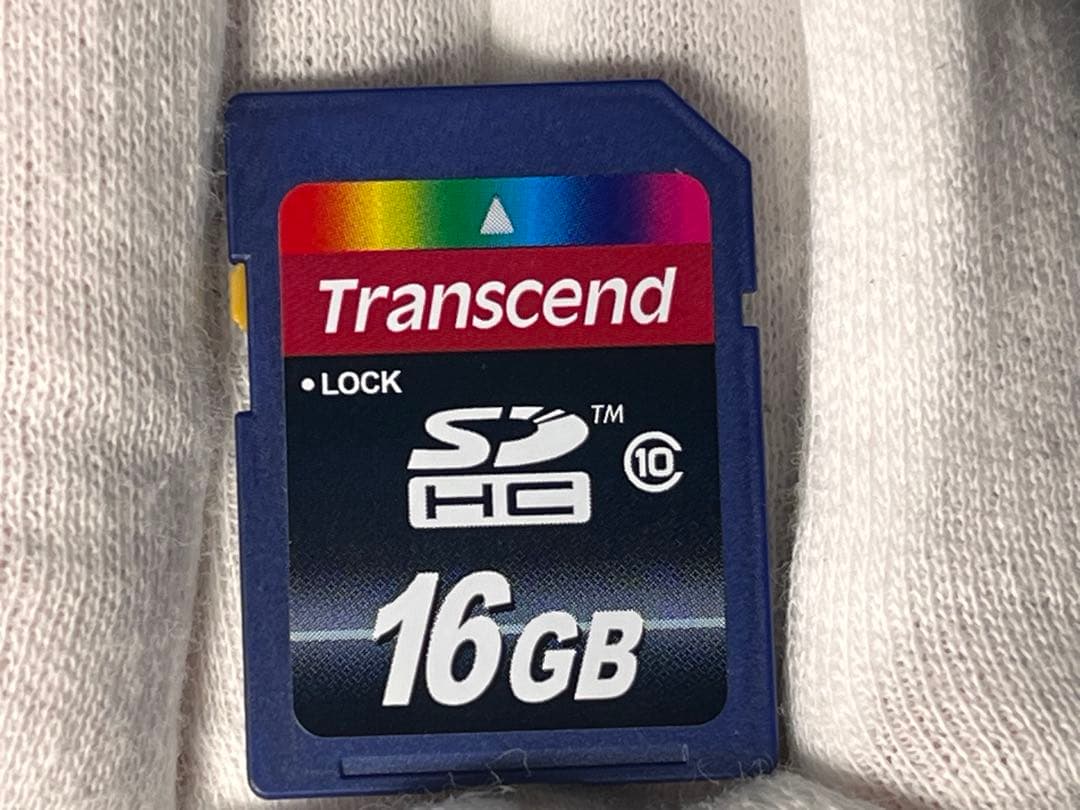 Transcend
• LOCK
SD™
HC
10
16GB